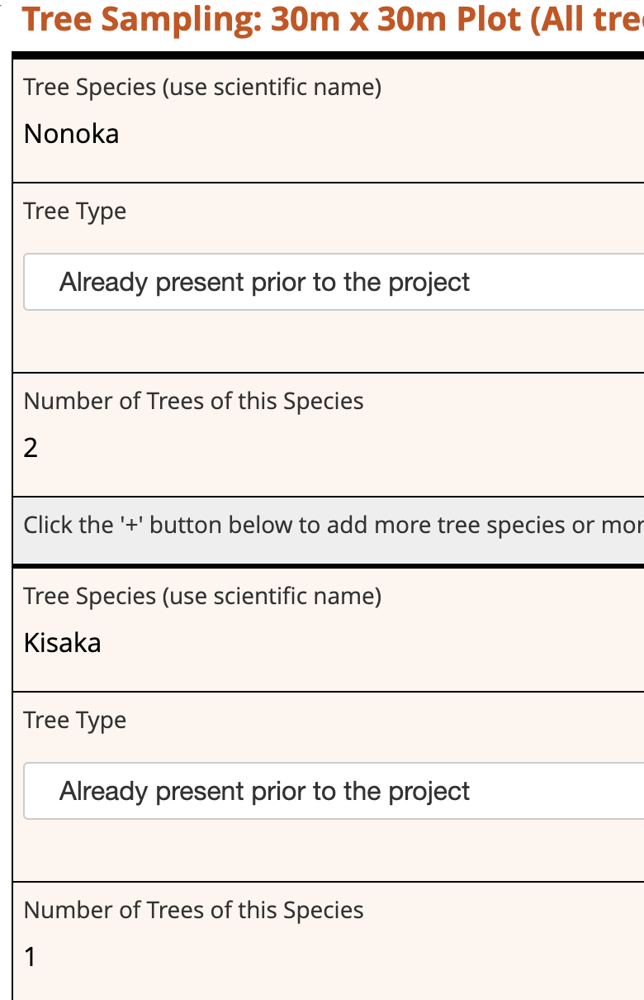 Tree Sampling: 30m x 30m Plot (All tre
Tree Species (use scientific name)
Nonoka
Tree Type
Already present prior to the project
Number of Trees of this Species
2
Click the '+' button below to add more tree species or mor
Tree Species (use scientific name)
Kisaka
Tree Type
Already present prior to the project
Number of Trees of this Species
1